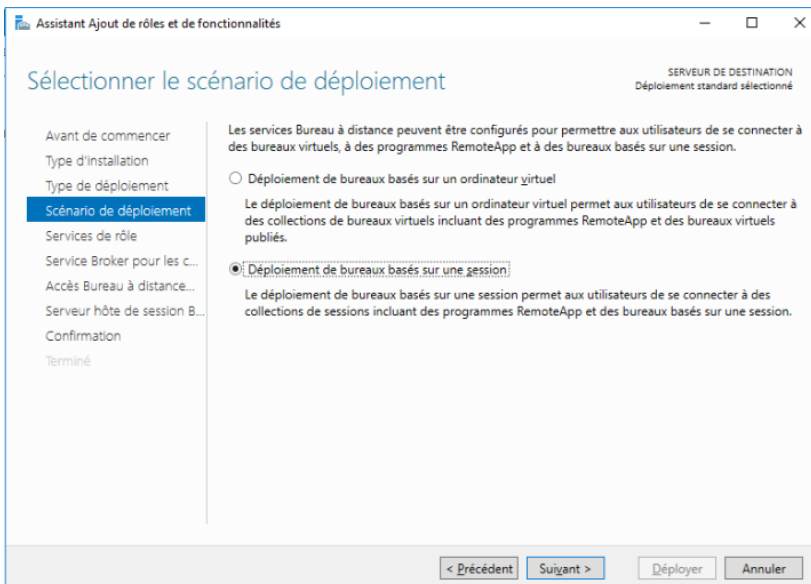 Assistant Ajout de rôles et de fonctionnalités
Sélectionner le scénario de déploiement
SERVEUR DE DESTINATION
Déploiement standard sélectionné
Avant de commencer
Type d'installation
Type de déploiement
Scénario de déploiement
Services de rôle
Service Broker pour les c...
Accès Bureau à distance...
Serveur hôte de session B...
Confirmation
Terminé
Les services Bureau à distance peuvent être configurés pour permettre aux utilisateurs de se connecter à
des bureaux virtuels, à des programmes RemoteApp et à des bureaux basés sur une session.
Déploiement de bureaux basés sur un ordinateur virtuel
Le déploiement de bureaux basés sur un ordinateur virtuel permet aux utilisateurs de se connecter à
des collections de bureaux virtuels incluant des programmes RemoteApp et des bureaux virtuels
publiés.
Déploiement de bureaux basés sur une session
Le déploiement de bureaux basés sur une session permet aux utilisateurs de se connecter à des
collections de sessions incluant des programmes RemoteApp et des bureaux basés sur une session.
< Précédent
Suivant >
Déployer
Annuler